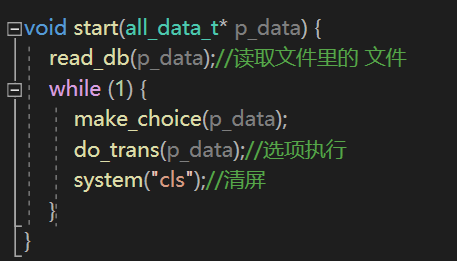 void start(all_data_t* p_data) {
read_db(p_data);//读取文件里的 文件
while (1) {
make_choice(p_data);
do_trans(p_data);//选项执行
system("cls");//清屏
}
}